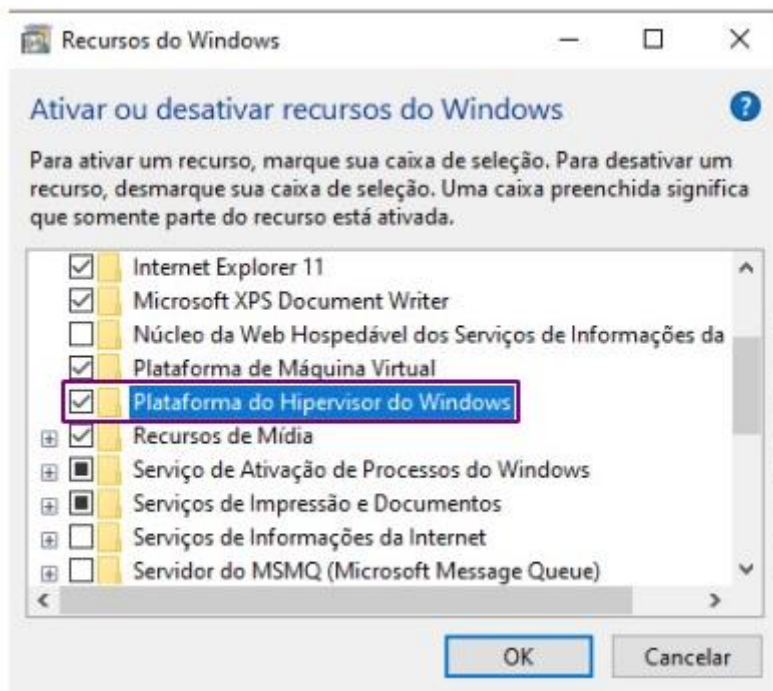 Recursos do Windows
Ativar ou desativar recursos do Windows
Para ativar um recurso, marque sua caixa de seleção. Para desativar um
recurso, desmarque sua caixa de seleção. Uma caixa preenchida significa
que somente parte do recurso está ativada.
Internet Explorer 11
Microsoft XPS Document Writer
Núcleo da Web Hospedável dos Serviços de Informações da
Plataforma de Máquina Virtual
Plataforma do Hipervisor do Windows
Recursos de Mídia
Serviço de Ativação de Processos do Windows
Serviços de Impressão e Documentos
Serviços de Informações da Internet
Servidor do MSMQ (Microsoft Message Queue)
OK
Cancelar